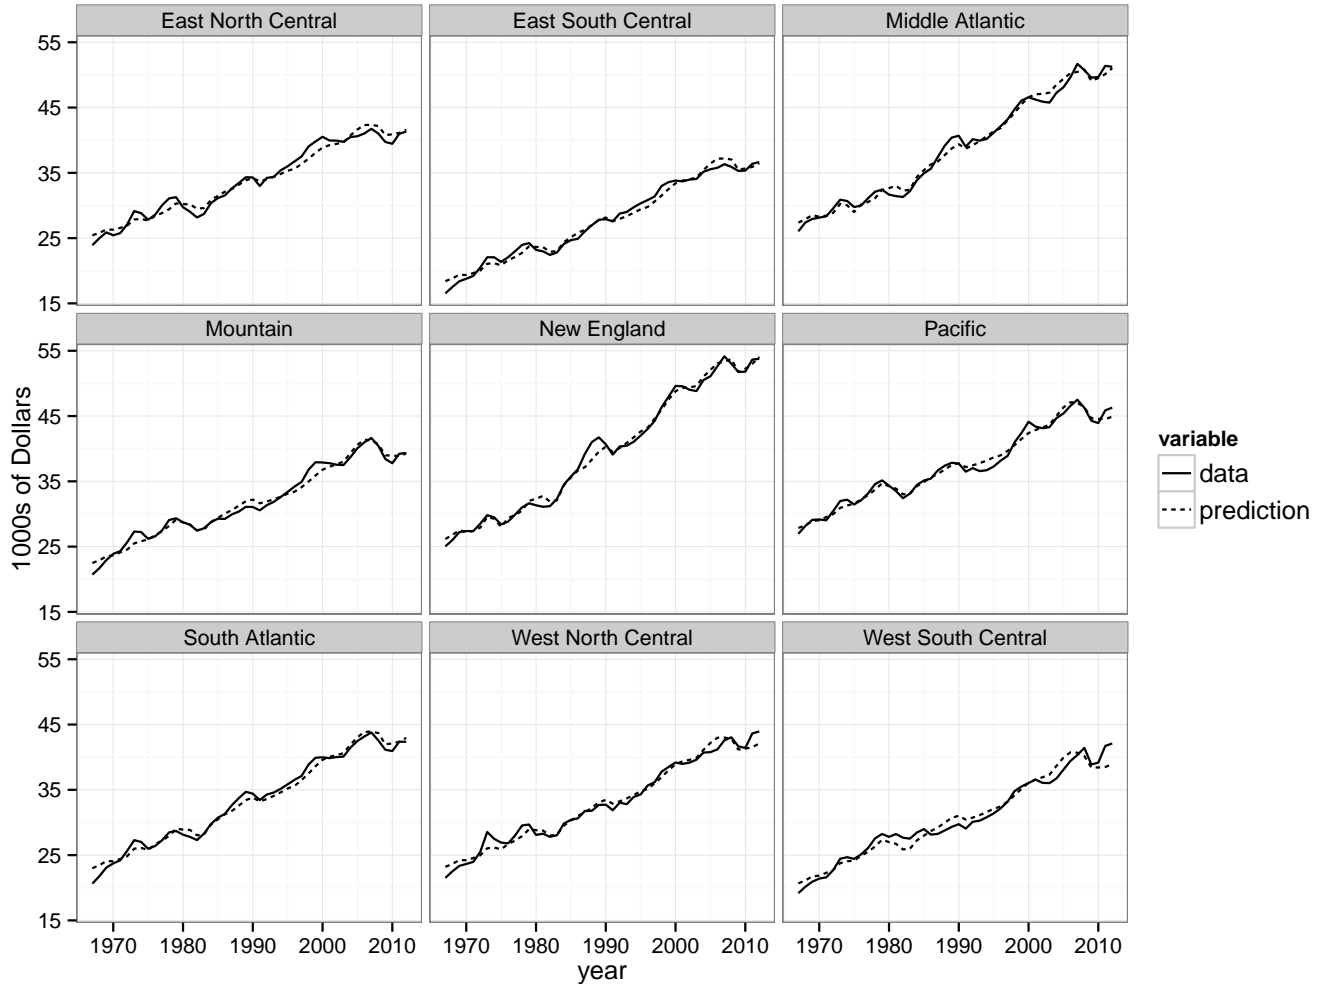 East North Central
East South Central
Middle Atlantic
55
45
35
25
15
Mountain
New England
Pacific
55
45
35
25
15
1000s of Dollars
variable
data
prediction
South Atlantic
West North Central
West South Central
55
45
35
25
15
1970 1980 1990 2000 2010
1970 1980 1990 2000 2010
1970 1980 1990 2000 2010
year